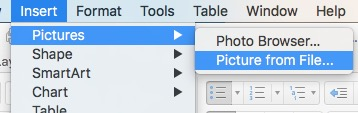 Insert Format Tools Table Window Help
Pictures
Photo Browser...
Shape
Picture from File...
SmartArt
Chart
Table